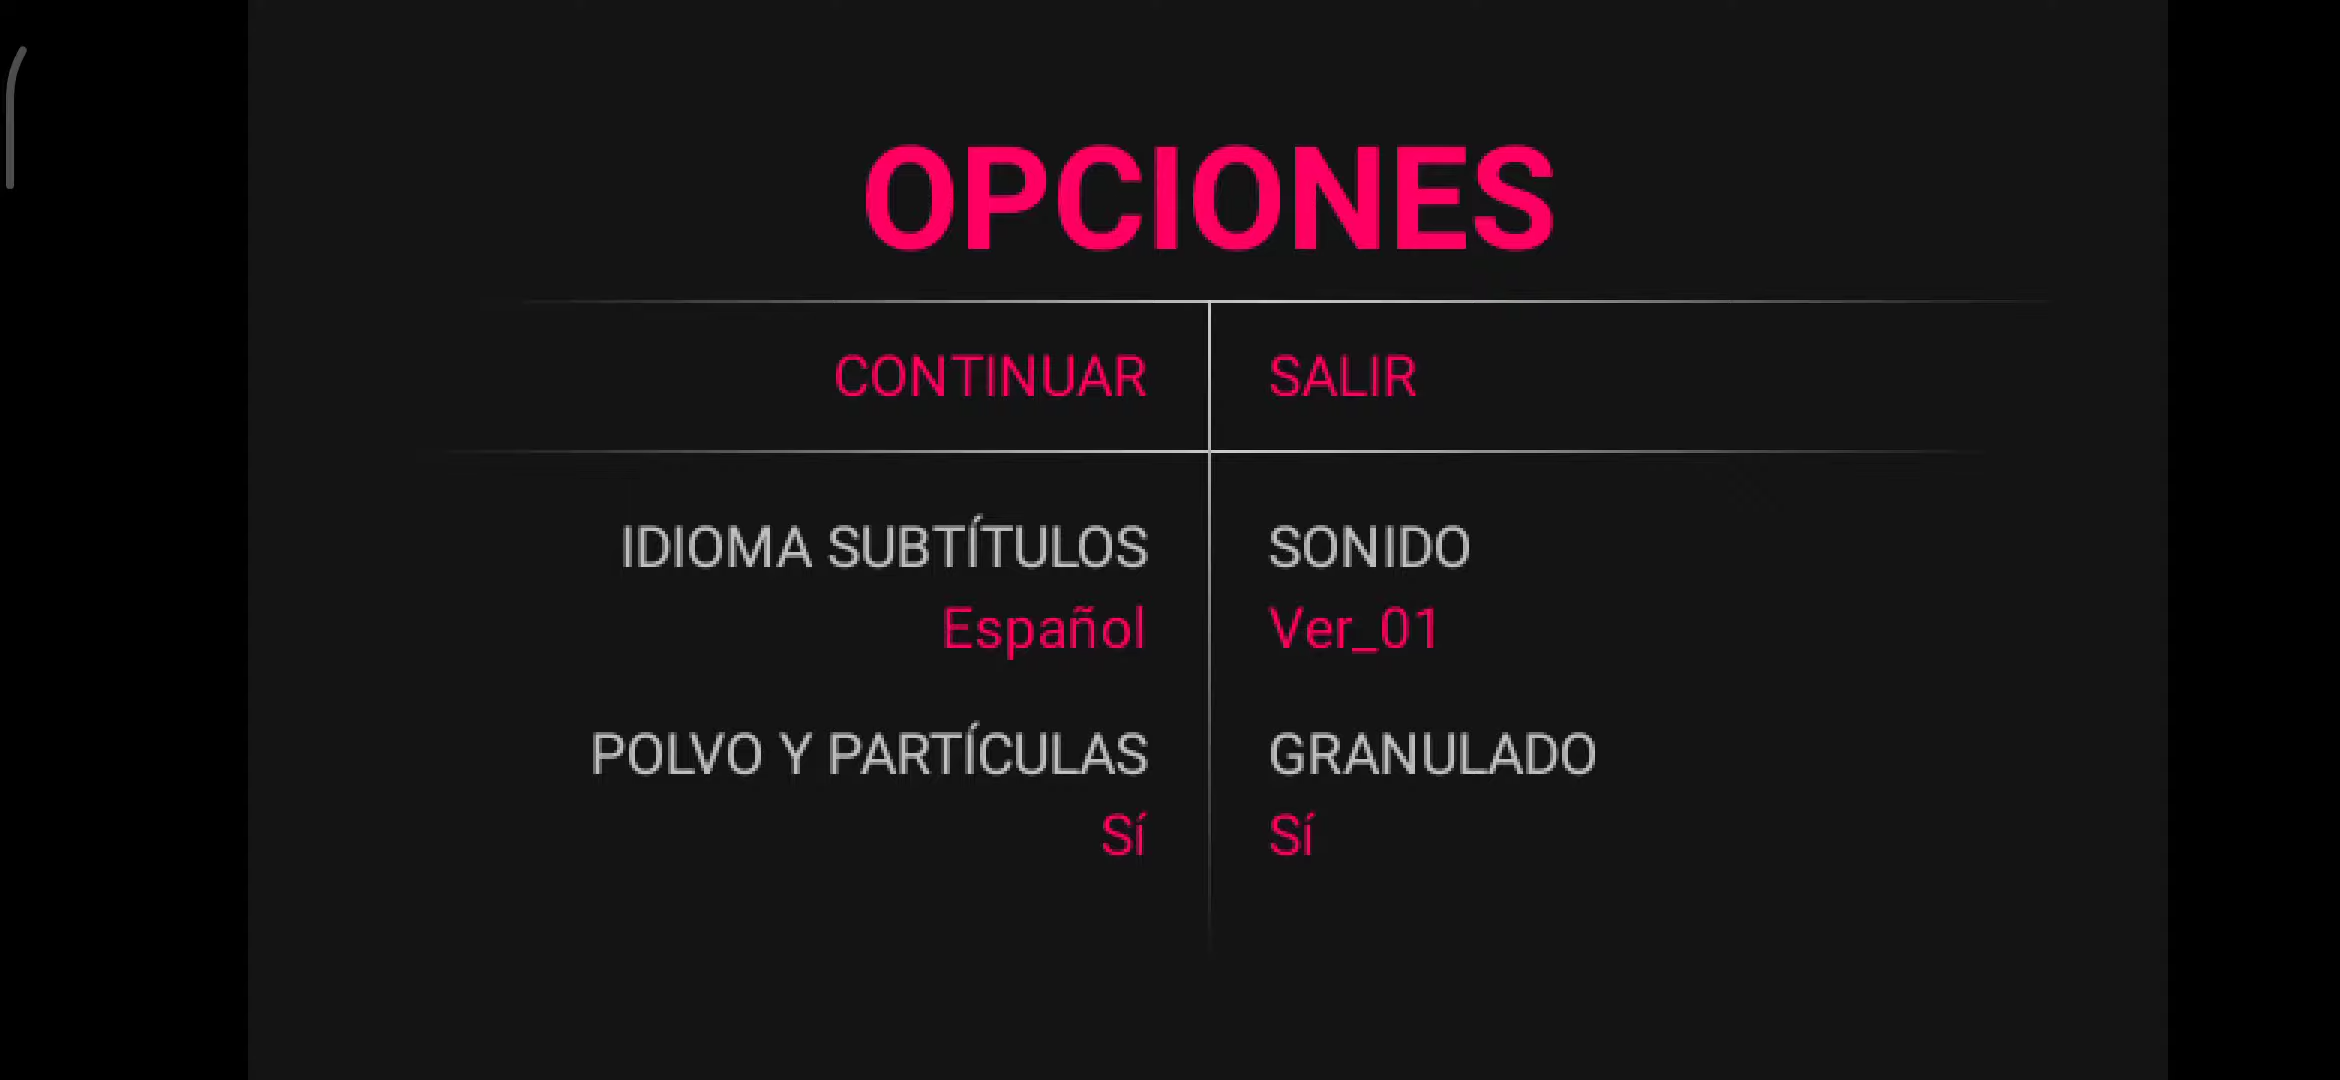 OPCIONES
CONTINUAR
SALIR
IDIOMA SUBTÍTULOS
Español
SONIDO
Ver_01
POLVO Y PARTÍCULAS
Sí
GRANULADO
Sí